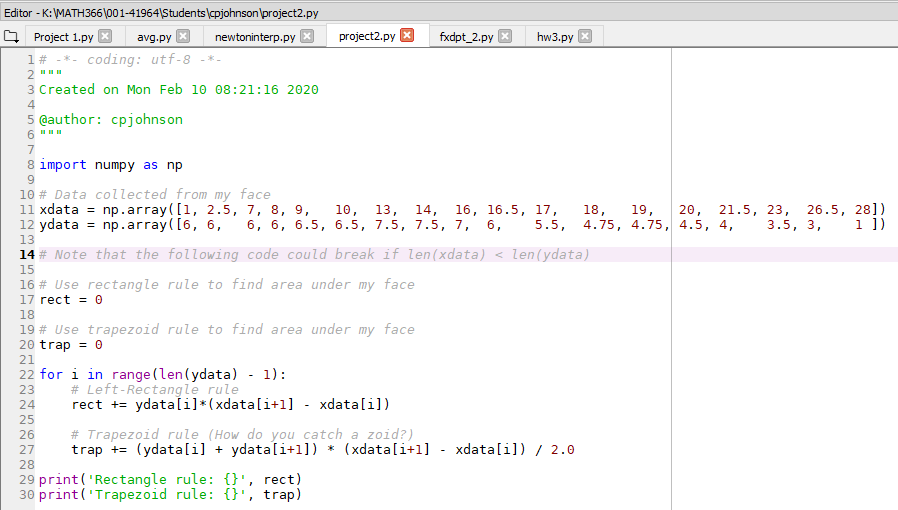 Editor - K:\MATH366\001-41964\Students\cpjohnson\project2.py
Project 1.py avg.py newtoninterp.py project2.py fxdpt_2.py hw3.py
1 # -*- coding: utf-8 -*-
2 """
3 Created on Mon Feb 10 08:21:16 2020
4
5 @author: cpjohnson
6 """
7
8 import numpy as np
9
10 # Data collected from my face
11 xdata = np.array([1, 2.5, 7, 8, 9,   10,  13,  14,  16, 16.5, 17,   18,   19,   20,  21.5, 23,  26.5, 28])
12 ydata = np.array([6, 6,   6, 6, 6.5, 6.5, 7.5, 7.5, 7,  6,    5.5,  4.75, 4.75, 4.5, 4,    3.5, 3,    1 ])
13
14 # Note that the following code could break if len(xdata) < len(ydata)
15
16 # Use rectangle rule to find area under my face
17 rect = 0
18
19 # Use trapezoid rule to find area under my face
20 trap = 0
21
22 for i in range(len(ydata) - 1):
23     # Left-Rectangle rule
24     rect += ydata[i]*(xdata[i+1] - xdata[i])
25
26     # Trapezoid rule (How do you catch a zoid?)
27     trap += (ydata[i] + ydata[i+1]) * (xdata[i+1] - xdata[i]) / 2.0
28
29 print('Rectangle rule: {}', rect)
30 print('Trapezoid rule: {}', trap)